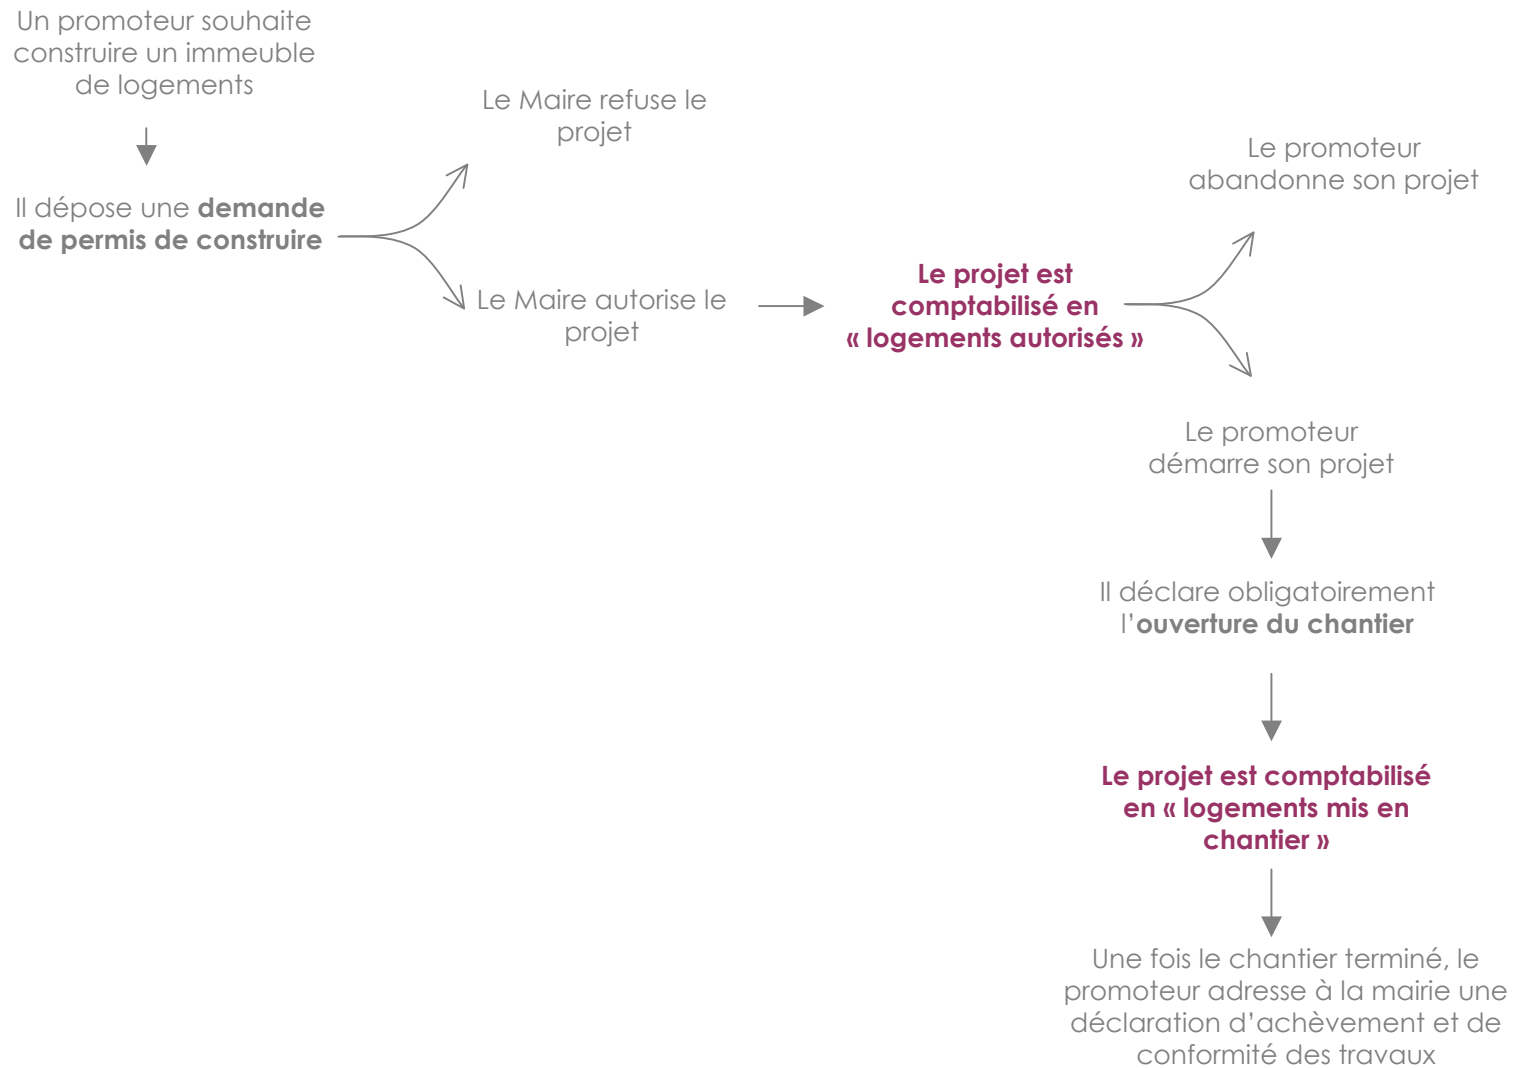 Un promoteur souhaite
construire un immeuble
de logements
Il dépose une demande
de permis de construire
Le Maire refuse le
projet
Le Maire autorise le
projet
Le projet est
comptabilisé en
« logements autorisés »
Le promoteur
abandonne son projet
Le promoteur
démarre son projet
Il déclare obligatoirement
l’ouverture du chantier
Le projet est comptabilisé
en « logements mis en
chantier »
Une fois le chantier terminé, le
promoteur adresse à la mairie une
déclaration d’achèvement et de
conformité des travaux